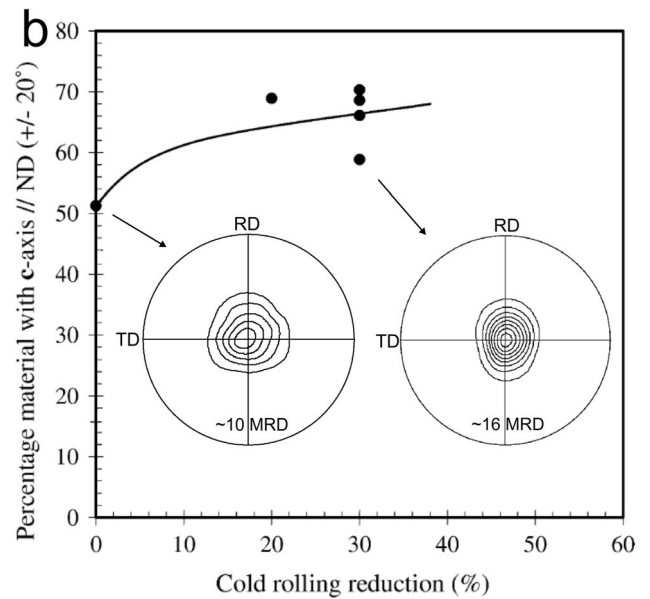 b
Percentage material with c-axis // ND (+/- 20°)
80
70
60
50
40
30
20
10
0
RD
TD
~10 MRD
RD
TD
~16 MRD
0
10
20
30
40
50
60
Cold rolling reduction (%)